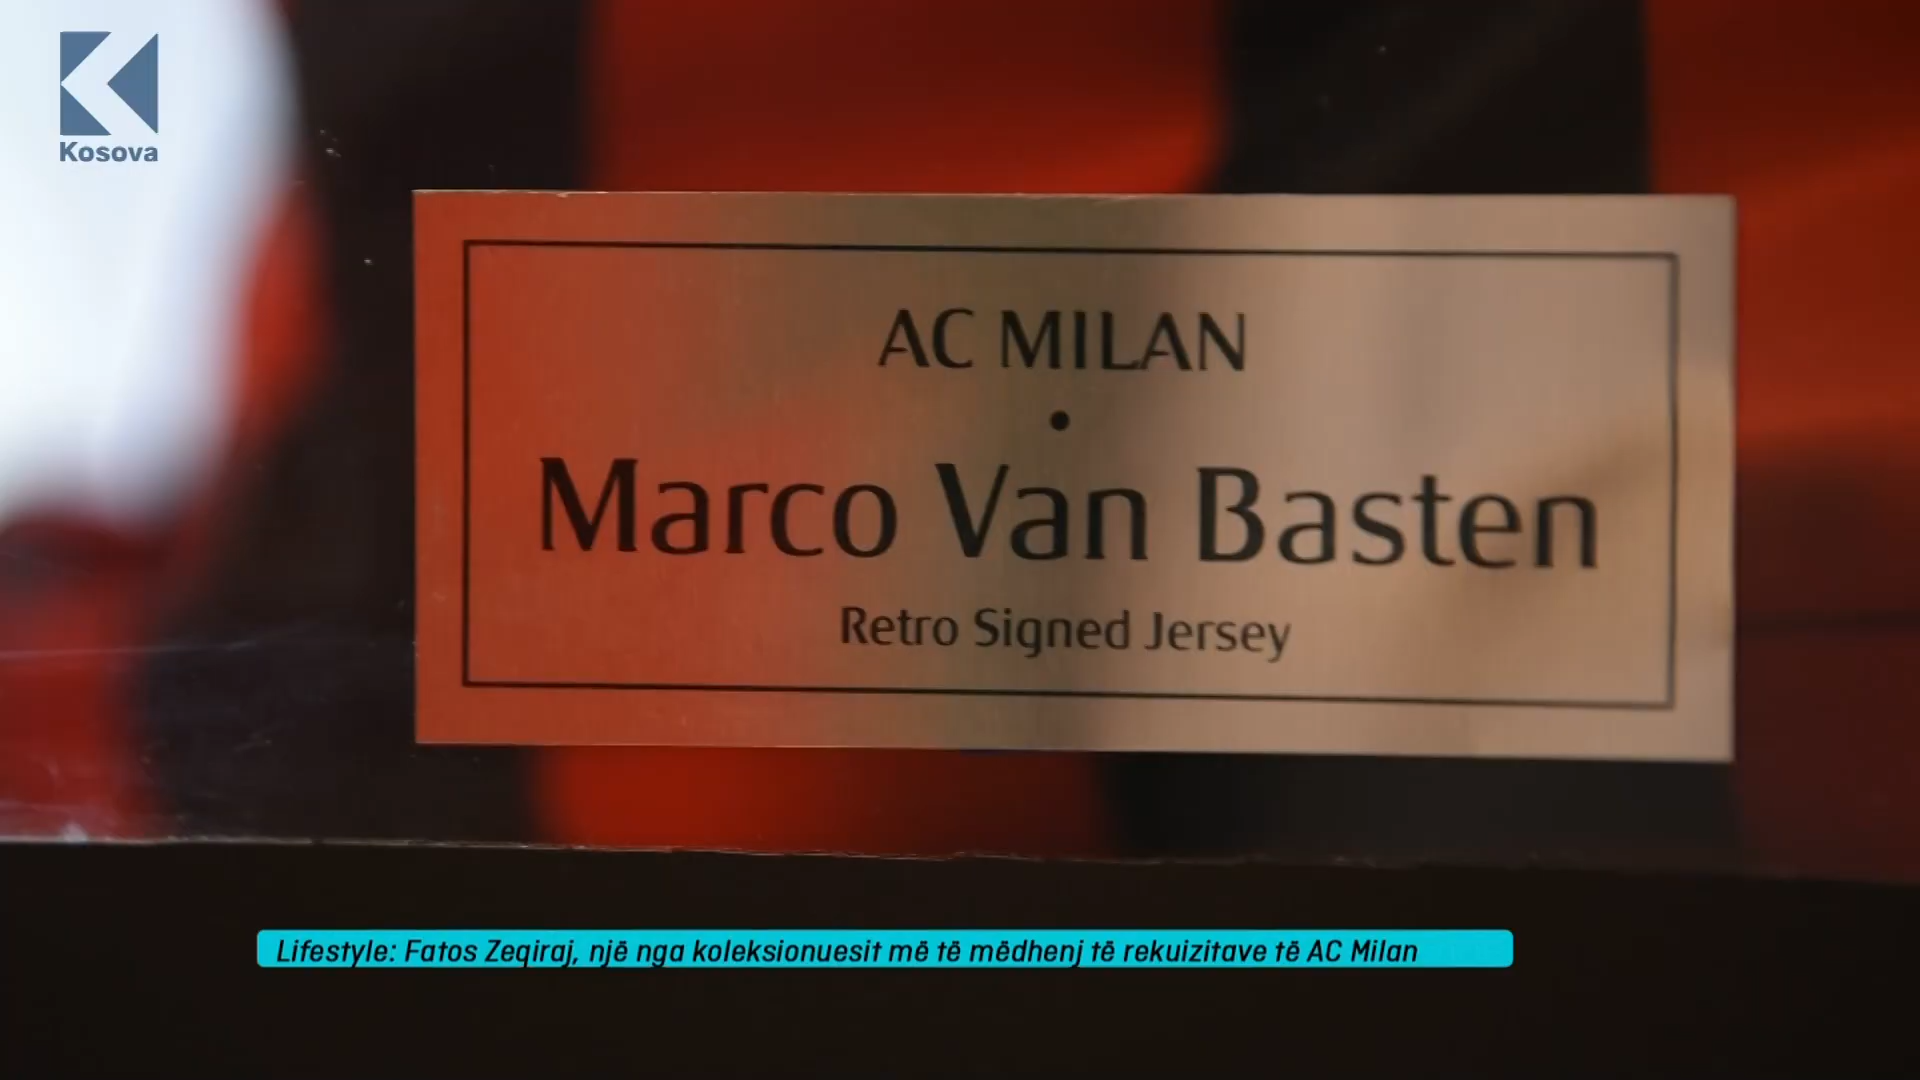 Kosova
AC MILAN
•
Marco Van Basten
Retro Signed Jersey
Lifestyle: Fatos Zeqiraj, një nga koleksionuesit më të mëdhenj të rekuizitave të AC Milan